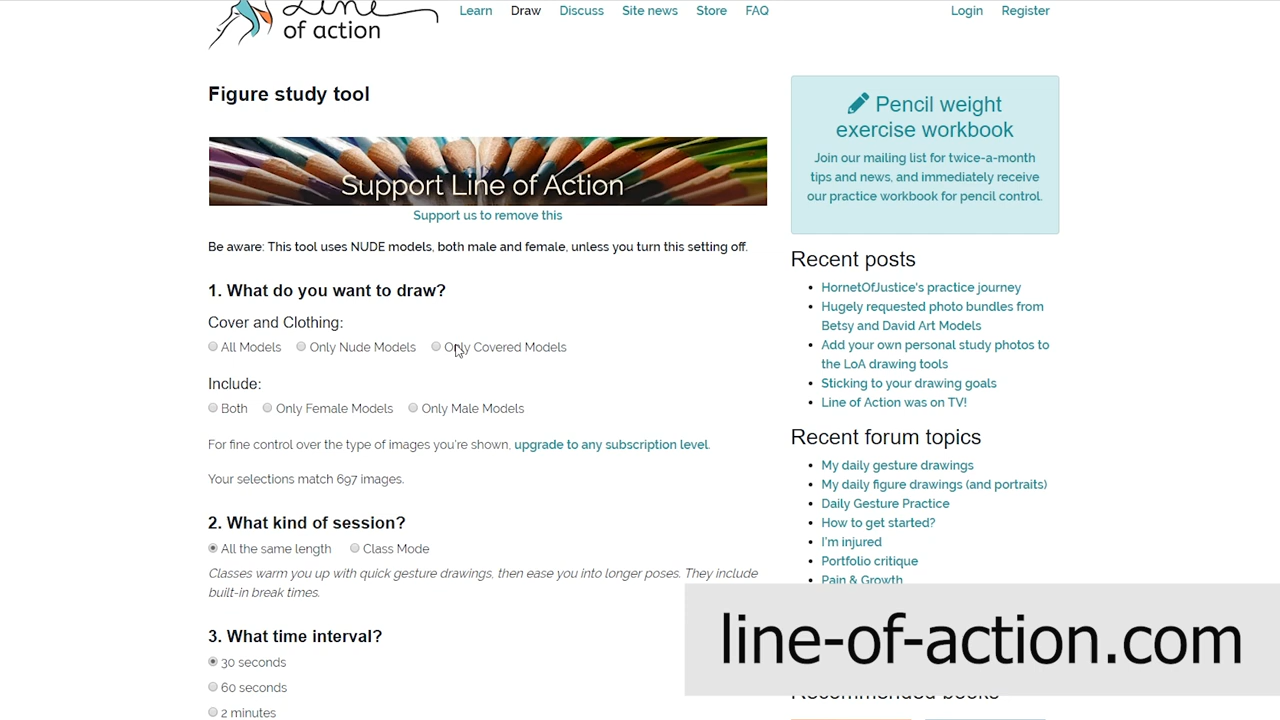 Line
of action
Learn Draw Discuss Site news Store FAQ Login Register
Figure study tool
Support Line of Action
Support us to remove this
Be aware: This tool uses NUDE models, both male and female, unless you turn this setting off.
1. What do you want to draw?
Cover and Clothing:
All Models Only Nude Models Only Covered Models
Include:
Both Only Female Models Only Male Models
For fine control over the type of images you're shown, upgrade to any subscription level.
Your selections match 697 images.
2. What kind of session?
All the same length Class Mode
Classes warm you up with quick gesture drawings, then ease you into longer poses. They include
built-in break times.
3. What time interval?
30 seconds
60 seconds
2 minutes
Pencil weight
exercise workbook
Join our mailing list for twice-a-month
tips and news, and immediately receive
our practice workbook for pencil control.
Recent posts
HornetOfJustice's practice journey
Hugely requested photo bundles from
Betsy and David Art Models
Add your own personal study photos to
the LoA drawing tools
Sticking to your drawing goals
Line of Action was on TV!
Recent forum topics
My daily gesture drawings
My daily figure drawings (and portraits)
Daily Gesture Practice
How to get started?
I'm injured
Portfolio critique
Pain & Growth
line-of-action.com
Recommended books